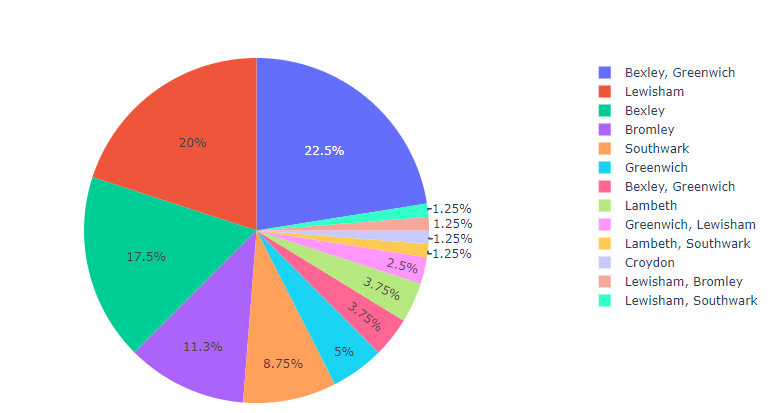 22.5%
20%
17.5%
11.3%
8.75%
5%
3.75%
3.75%
2.5%
1.25%
1.25%
1.25%
1.25%
Bexley, Greenwich
Lewisham
Bexley
Bromley
Southwark
Greenwich
Bexley, Greenwich
Lambeth
Greenwich, Lewisham
Lambeth, Southwark
Croydon
Lewisham, Bromley
Lewisham, Southwark